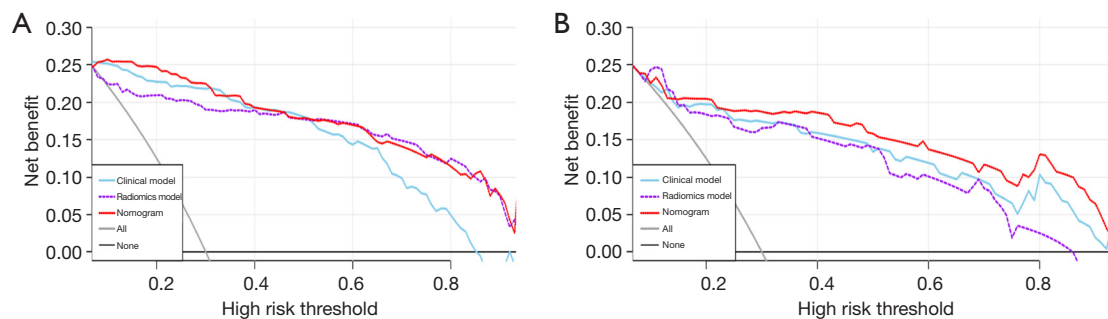 A
Net benefit
0.30
0.25
0.20
0.15
0.10
0.05
0.00
Clinical model
Radiomics model
Nomogram
All
None
0.2 0.4 0.6 0.8
High risk threshold
B
Net benefit
0.30
0.25
0.20
0.15
0.10
0.05
0.00
Clinical model
Radiomics model
Nomogram
All
None
0.2 0.4 0.6 0.8
High risk threshold